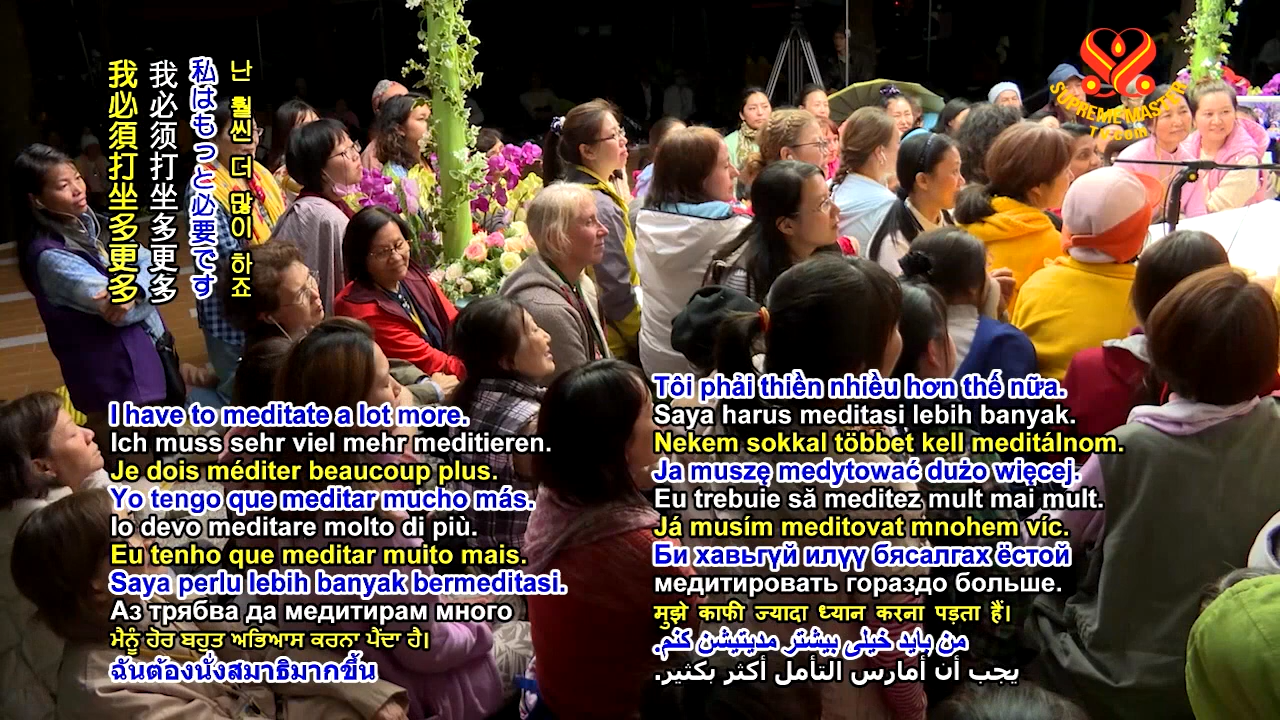 我必須打坐多更多
我必须打坐多更多
私はもっと必要です
난 훨씬 더 많이 하죠
SUPREME MASTER
TV.com
I have to meditate a lot more.
Ich muss sehr viel mehr meditieren.
Je dois méditer beaucoup plus.
Yo tengo que meditar mucho más.
Io devo meditare molto di più.
Eu tenho que meditar muito mais.
Saya perlu lebih banyak bermeditasi.
Аз трябва да медитирам много
ਮੈਨੂੰ ਹੋਰ ਬਹੁਤ ਅਭਿਆਸ ਕਰਨਾ ਪੈਂਦਾ ਹੈ।
ฉันต้องนั่งสมาธิมากขึ้น
Tôi phải thiền nhiều hơn thế nữa.
Saya harus meditasi lebih banyak.
Nekem sokkal többet kell meditálnom.
Ja muszę medytować dużo więcej.
Eu trebuie să meditez mult mai mult.
Já musím meditovat mnohem víc.
Би хавьгүй илүү бясалгах ёстой
медитировать гораздо больше.
मुझे काफी ज्यादा ध्यान करना पड़ता हैं।
من باید خیلی بیشتر مدیتیشن کنم.
يجب أن أمارس التأمل أكثر بكثير.